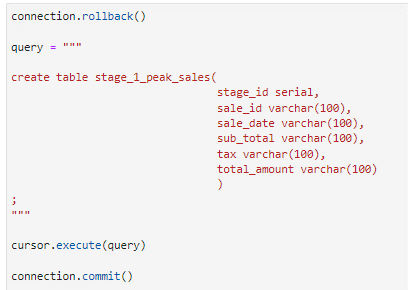 connection.rollback()
query = """
create table stage_1_peak_sales(
stage_id serial,
sale_id varchar(100),
sale_date varchar(100),
sub_total varchar(100),
tax varchar(100),
total_amount varchar(100)
)
;
"""
cursor.execute(query)
connection.commit()